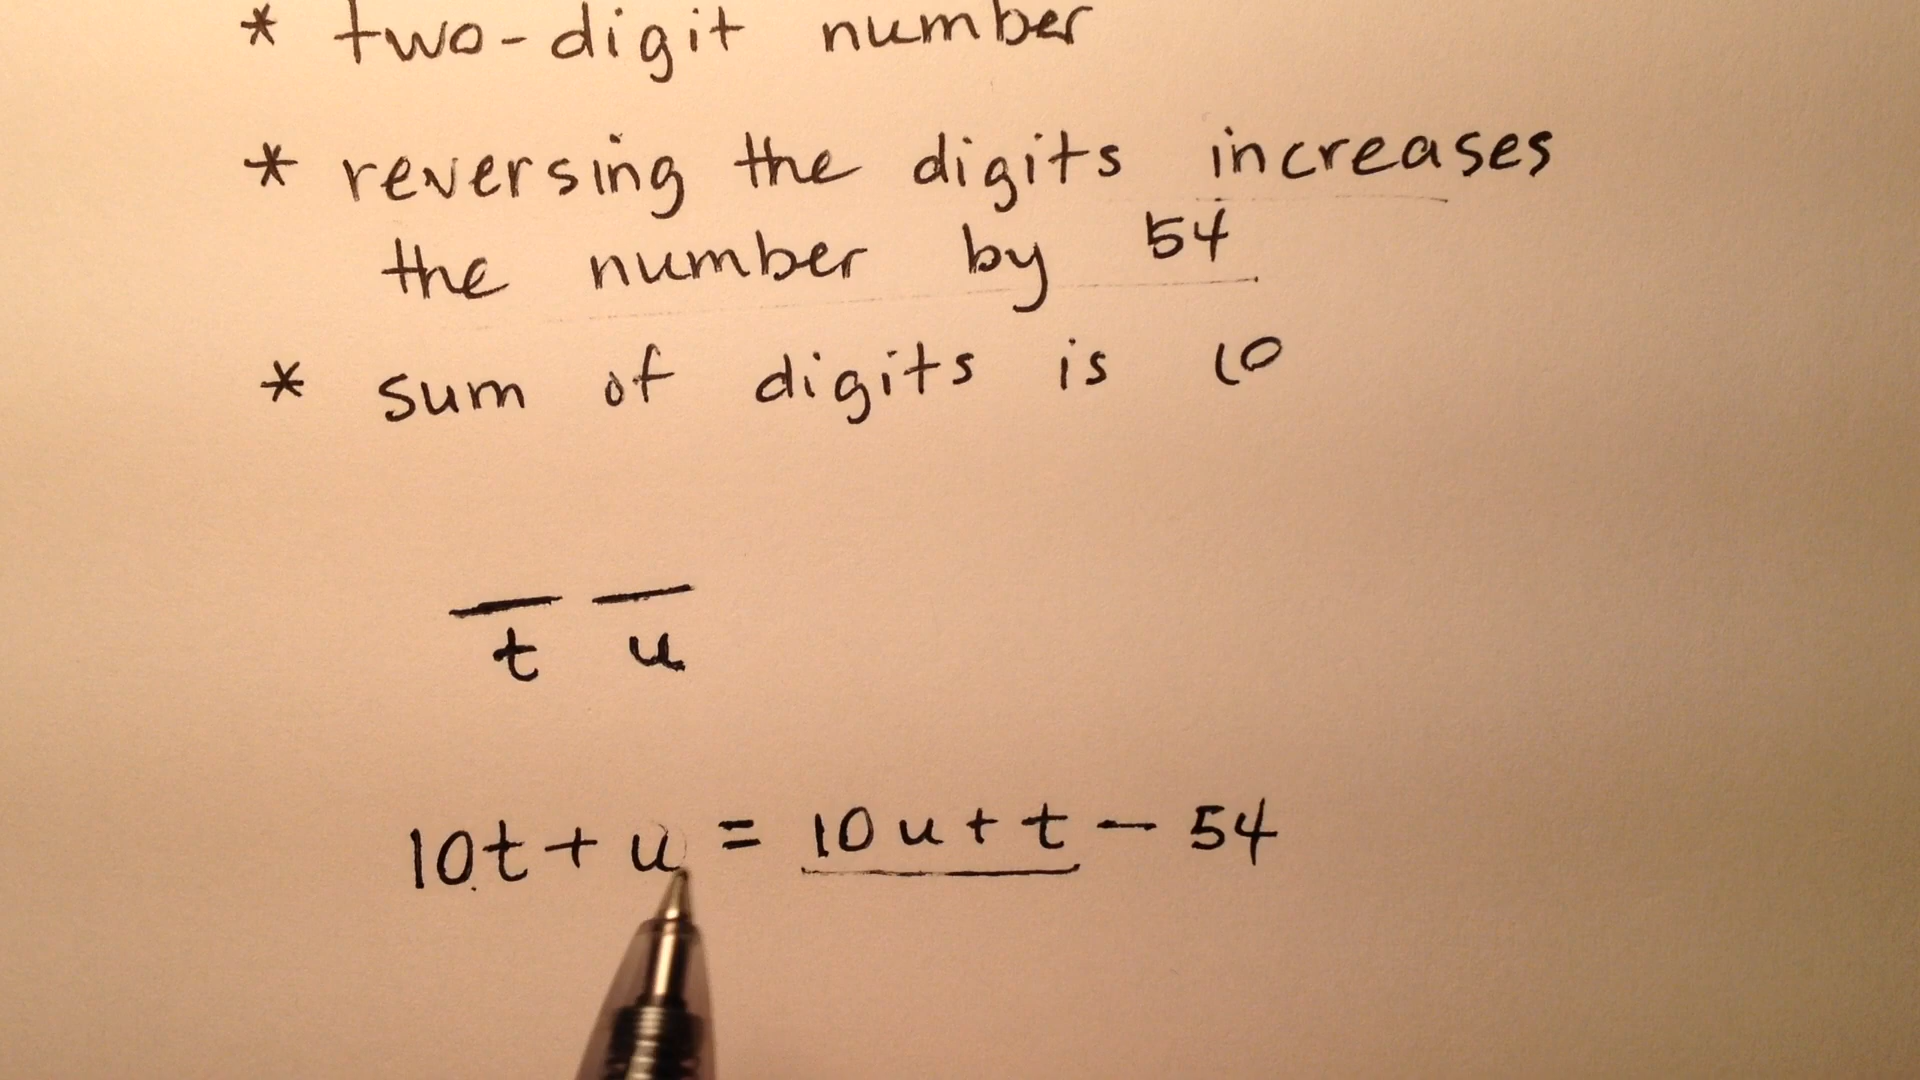 * two-digit number
* reversing the digits increases
the number by 54
* sum of digits is 10
t u
10t + u = 10u + t - 54